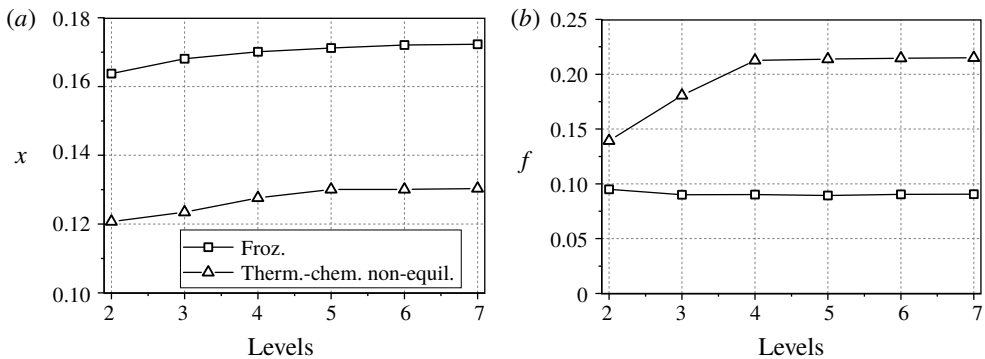 (a)
0.18
0.16
0.14
0.12
0.10
x
2 3 4 5 6 7
Levels
Froz.
Therm.-chem. non-equil.
(b)
0.25
0.20
0.15
0.10
0.05
0
f
2 3 4 5 6 7
Levels